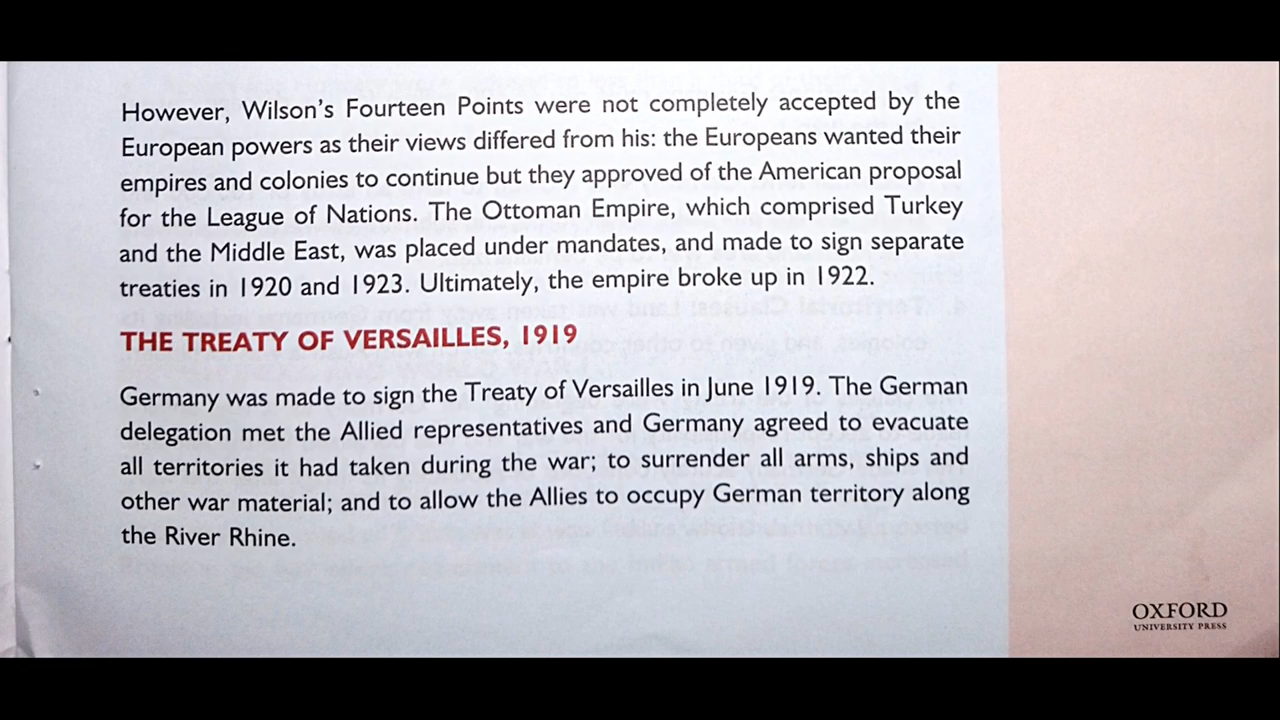 However, Wilson's Fourteen Points were not completely accepted by the
European powers as their views differed from his: the Europeans wanted their
empires and colonies to continue but they approved of the American proposal
for the League of Nations. The Ottoman Empire, which comprised Turkey
and the Middle East, was placed under mandates, and made to sign separate
treaties in 1920 and 1923. Ultimately, the empire broke up in 1922.
THE TREATY OF VERSAILLES, 1919
Germany was made to sign the Treaty of Versailles in June 1919. The German
delegation met the Allied representatives and Germany agreed to evacuate
all territories it had taken during the war; to surrender all arms, ships and
other war material; and to allow the Allies to occupy German territory along
the River Rhine.
OXFORD
UNIVERSITY PRESS